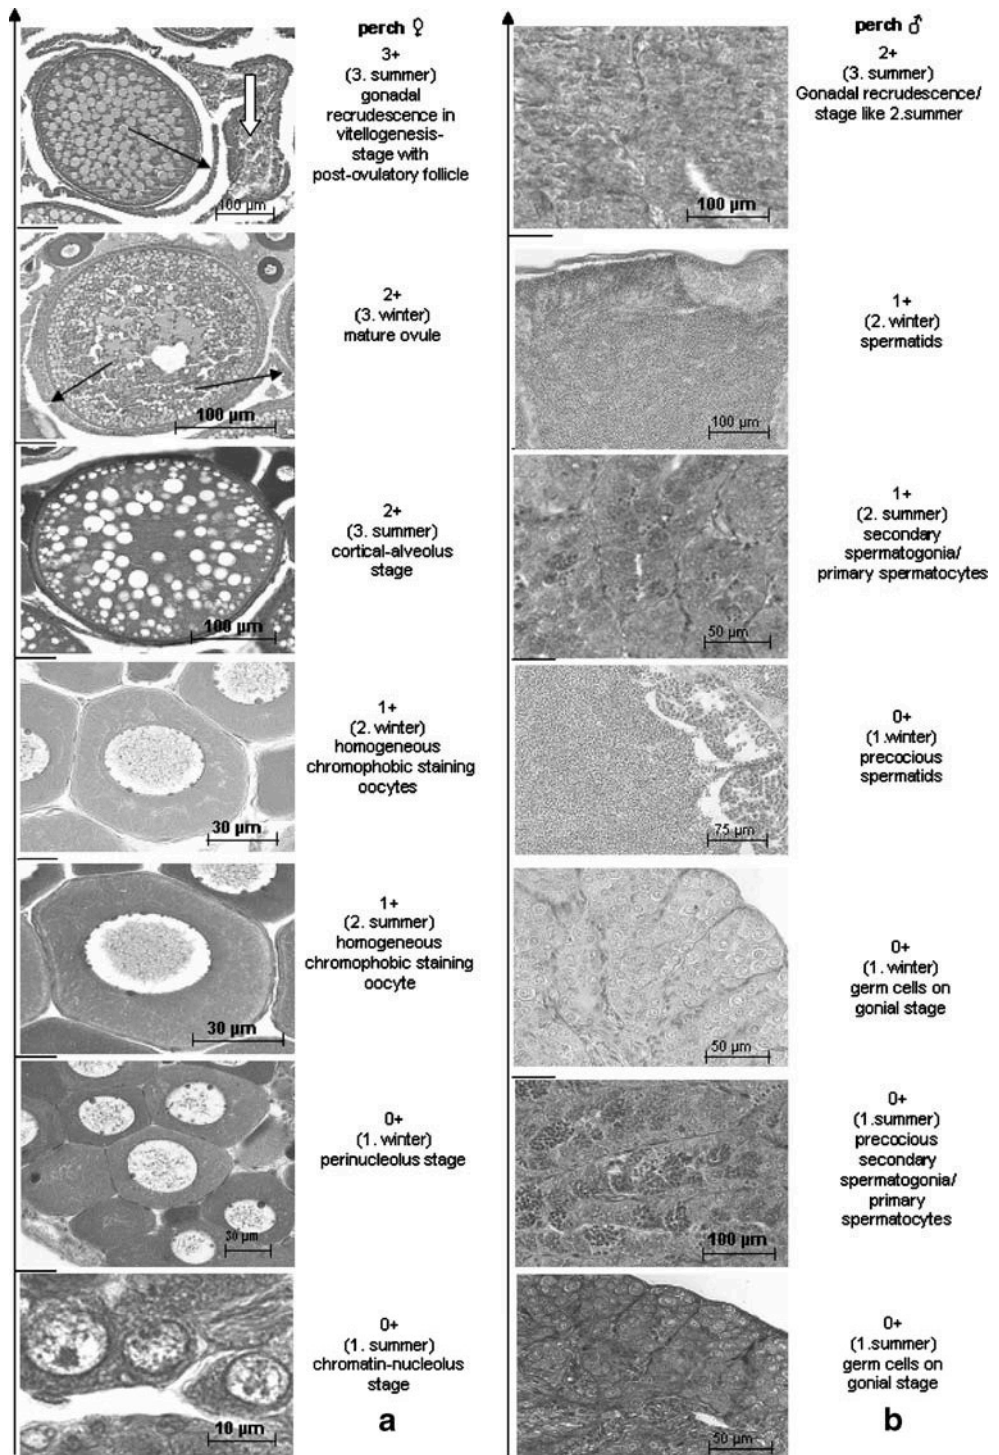 perch ♀
3+
(3. summer)
gonadal
recrudescence in
vitellogenesis-
stage with
post-ovulatory follicle
100 µm
2+
(3. winter)
mature ovule
100 µm
2+
(3. summer)
cortical-alveolus
stage
100 µm
1+
(2. winter)
homogeneous
chromophobic staining
oocytes
30 µm
1+
(2. summer)
homogeneous
chromophobic staining
oocyte
30 µm
0+
(1. winter)
perinucleolus stage
30 µm
0+
(1. summer)
chromatin-nucleolus
stage
10 µm
a
perch ♂
2+
(3. summer)
Gonadal recrudescence/
stage like 2.summer
100 µm
1+
(2. winter)
spermatids
100 µm
1+
(2. summer)
secondary
spermatogonia/
primary spermatocytes
50 µm
0+
(1.winter)
precocious
spermatids
75 µm
0+
(1. winter)
germ cells on
gonial stage
50 µm
0+
(1.summer)
precocious
secondary
spermatogonia/
primary
spermatocytes
100 µm
0+
(1.summer)
germ cells on
gonial stage
50 µm
b